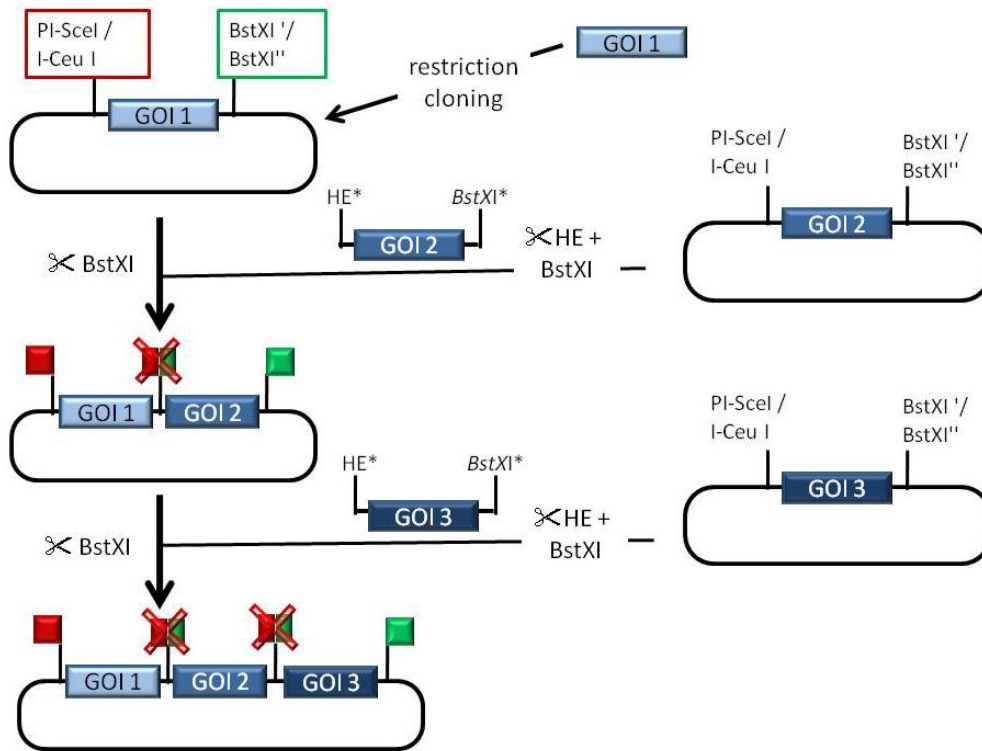 PI-SceI /
I-Ceu I
BstXI '/
BstXI"
GOI 1
GOI 1
restriction
cloning
PI-SceI /
I-Ceu I
BstXI '/
BstXI"
GOI 2
HE*
BstXI*
GOI 2
HE +
BstXI
BstXI
GOI 1
GOI 2
PI-SceI /
I-Ceu I
BstXI '/
BstXI"
GOI 3
HE*
BstXI*
GOI 3
HE +
BstXI
BstXI
GOI 1
GOI 2
GOI 3